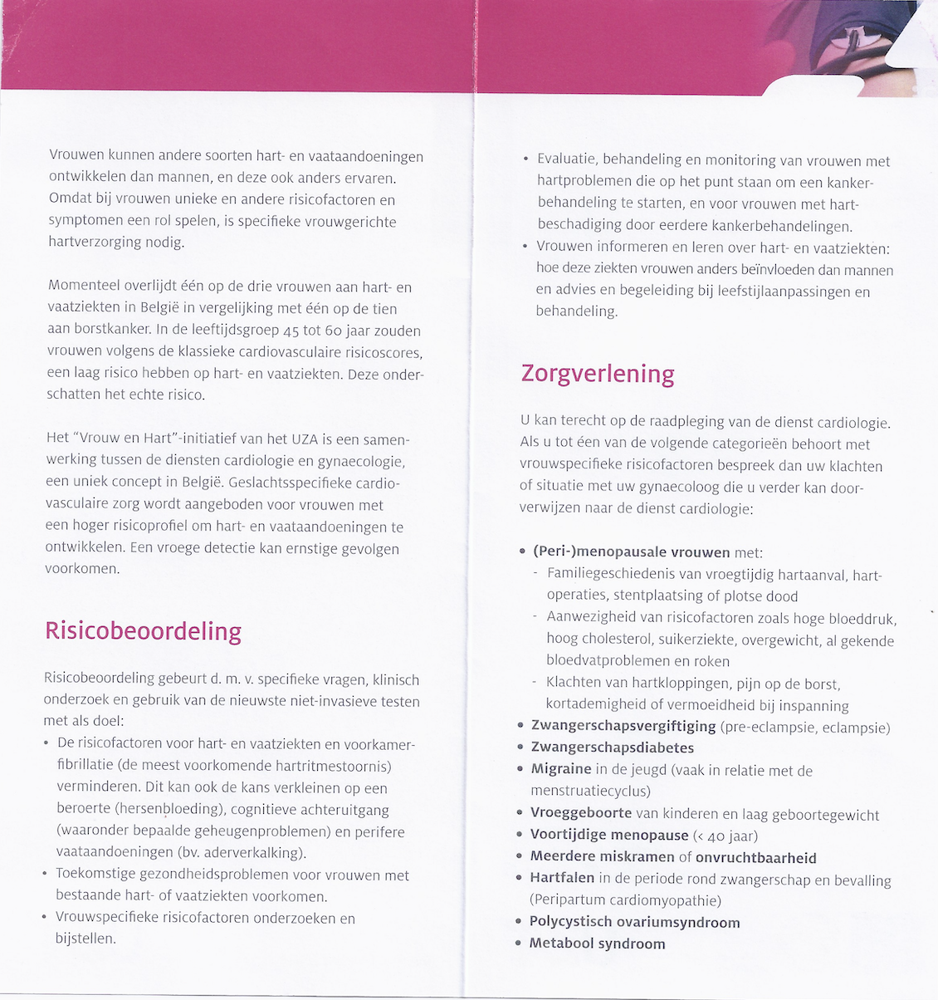 Vrouwen kunnen andere soorten hart- en vaataandoeningen
ontwikkelen dan mannen, en deze ook anders ervaren.
Omdat bij vrouwen unieke en andere risicofactoren en
symptomen een rol spelen, is specifieke vrouwgerichte
hartverzorging nodig.
Momenteel overlijdt één op de drie vrouwen aan hart- en
vaatziekten in België in vergelijking met één op de tien
aan borstkanker. In de leeftijdsgroep 45 tot 60 jaar zouden
vrouwen volgens de klassieke cardiovasculaire risicoscores,
een laag risico hebben op hart- en vaatziekten. Deze onder-
schatten het echte risico.
Het “Vrouw en Hart”-initiatief van het UZA is een samen-
werking tussen de diensten cardiologie en gynaecologie,
een uniek concept in België. Geslachtsspecifieke cardio-
vasculaire zorg wordt aangeboden voor vrouwen met
een hoger risicoprofiel om hart- en vaataandoeningen te
ontwikkelen. Een vroege detectie kan ernstige gevolgen
voorkomen.
Risicobeoordeling
Risicobeoordeling gebeurt d. m. v. specifieke vragen, klinisch
onderzoek en gebruik van de nieuwste niet-invasieve testen
met als doel:
• De risicofactoren voor hart- en vaatziekten en voorkamer-
fibrillatie (de meest voorkomende hartritmestoornis)
verminderen. Dit kan ook de kans verkleinen op een
beroerte (hersenbloeding), cognitieve achteruitgang
(waaronder bepaalde geheugenproblemen) en perifere
vaataandoeningen (bv. aderverkalking).
• Toekomstige gezondheidsproblemen voor vrouwen met
bestaande hart- of vaatziekten voorkomen.
• Vrouwspecifieke risicofactoren onderzoeken en
bijstellen.
• Evaluatie, behandeling en monitoring van vrouwen met
hartproblemen die op het punt staan om een kanker-
behandeling te starten, en voor vrouwen met hart-
beschadiging door eerdere kankerbehandelingen.
• Vrouwen informeren en leren over hart- en vaatziekten:
hoe deze ziekten vrouwen anders beïnvloeden dan mannen
en advies en begeleiding bij leefstijlaanpassingen en
behandeling.
Zorgverlening
U kan terecht op de raadpleging van de dienst cardiologie.
Als u tot éen van de volgende categorieën behoort met
vrouwspecifieke risicofactoren bespreek dan uw klachten
of situatie met uw gynaecoloog die u verder kan door-
verwijzen naar de dienst cardiologie:
• (Peri-)menopausale vrouwen met:
- Familiegeschiedenis van vroegtijdig hartaanval, hart-
operaties, stentplaatsing of plotse dood
- Aanwezigheid van risicofactoren zoals hoge bloeddruk,
hoog cholesterol, suikerziekte, overgewicht, al gekende
bloedvatproblemen en roken
- Klachten van hartkloppingen, pijn op de borst,
kortademigheid of vermoeidheid bij inspanning
• Zwangerschapsvergiftiging (pre-eclampsie, eclampsie)
• Zwangerschapsdiabetes
• Migraine in de jeugd (vaak in relatie met de
menstruatiecyclus)
• Vroeggeboorte van kinderen en laag geboortegewicht
• Voortijdige menopause (< 40 jaar)
• Meerdere miskramen of onvruchtbaarheid
• Hartfalen in de periode rond zwangerschap en bevalling
(Peripartum cardiomyopathie)
• Polycystisch ovariumsyndroom
• Metabool syndroom